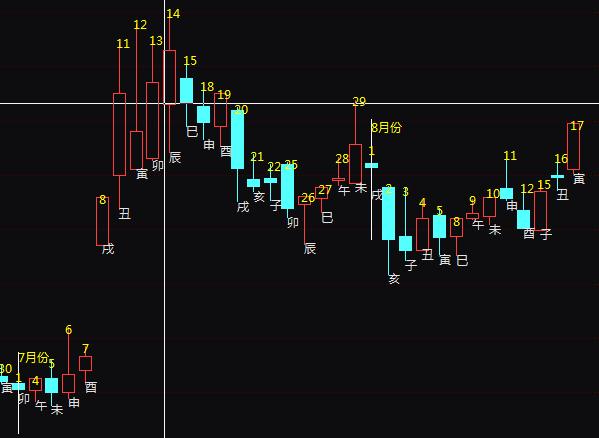 30
寅
7月份
1
卯
4
午
5
未
6
申
7
酉
8
戌
11
丑
12
寅
13
卯
14
辰
15
巳
18
申
19
酉
20
戌
21
亥
22
子
25
卯
26
辰
27
巳
28
午
29
未
8月份
1
戌
2
亥
3
子
4
丑
5
寅
8
巳
9
午
10
未
11
申
12
酉
15
子
16
丑
17
寅